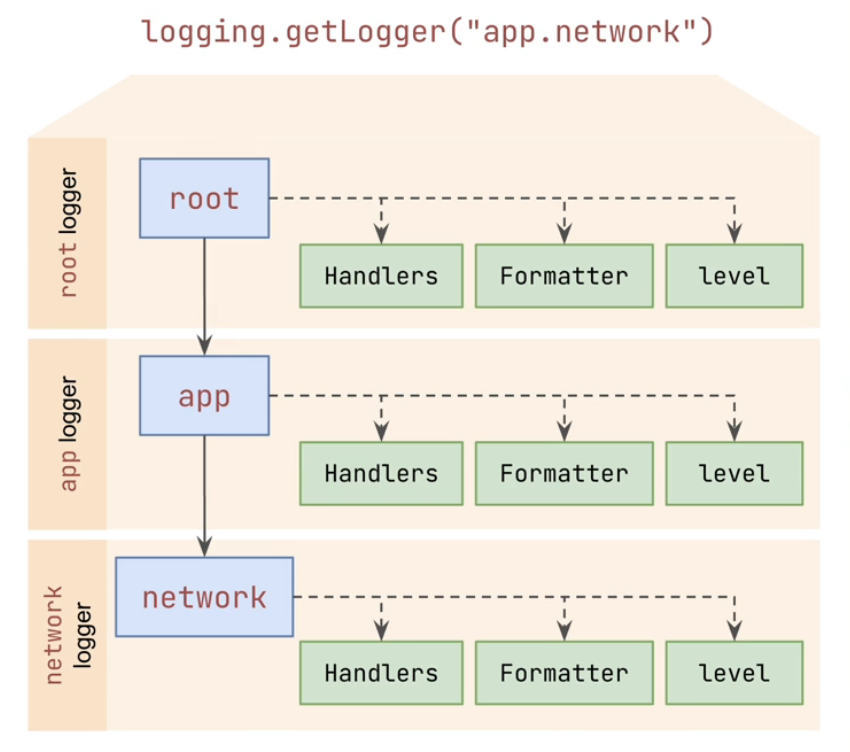 logging.getLogger("app.network")
root logger
root
Handlers
Formatter
level
app logger
app
Handlers
Formatter
level
network
logger
network
Handlers
Formatter
level